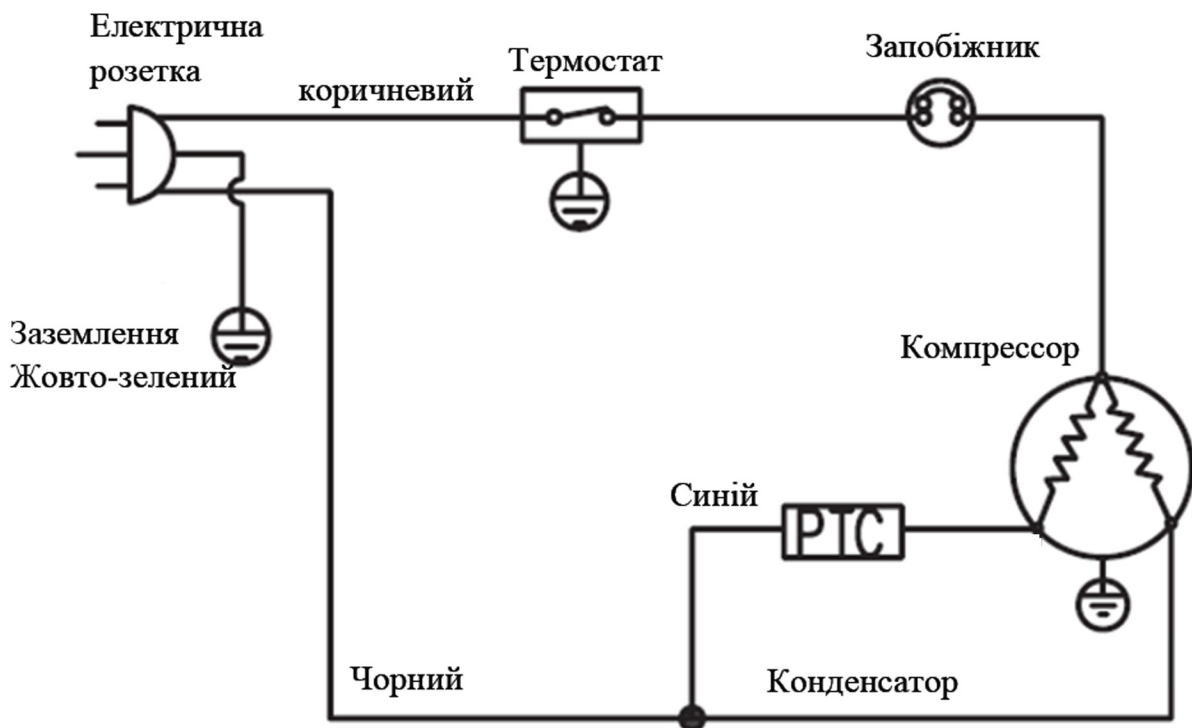 Електрична
розетка
коричневий
Термостат
Запобіжник
Заземлення
Жовто-зелений
Компрессор
Синій
PTC
Чорний
Конденсатор